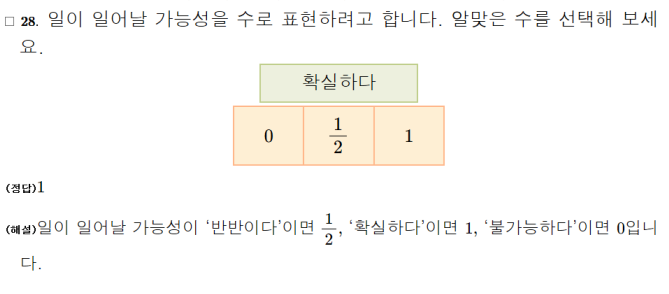 □ 28. 일이 일어날 가능성을 수로 표현하려고 합니다. 알맞은 수를 선택해 보세
요.
확실하다
0 1/2 1
(정답)1
(해설)일이 일어날 가능성이 ‘반반이다’이면 1/2, ‘확실하다’이면 1, ‘불가능하다’이면 0입니
다.